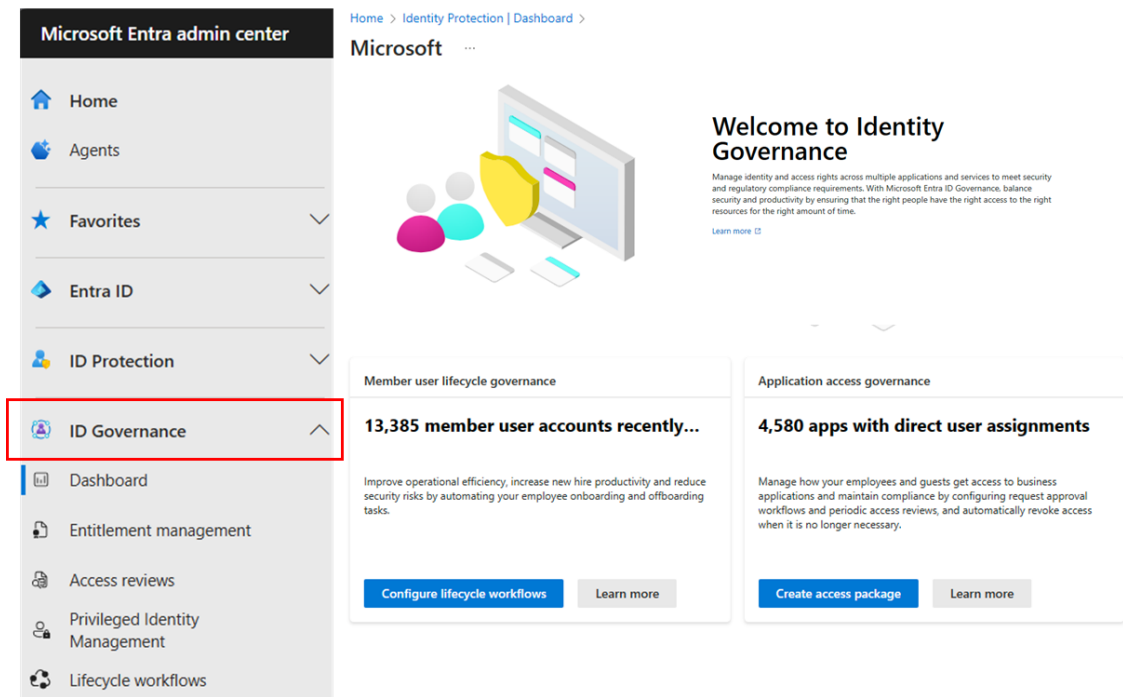 Microsoft Entra admin center
Home
Agents
Favorites
Entra ID
ID Protection
ID Governance
Dashboard
Entitlement management
Access reviews
Privileged Identity
Management
Lifecycle workflows
Home > Identity Protection | Dashboard >
Microsoft ...
Welcome to Identity
Governance
Manage identity and access rights across multiple applications and services to meet security
and regulatory compliance requirements. With Microsoft Entra ID Governance, balance
security and productivity by ensuring that the right people have the right access to the right
resources for the right amount of time.
Learn more
Member user lifecycle governance
13,385 member user accounts recently...
Improve operational efficiency, increase new hire productivity and reduce
security risks by automating your employee onboarding and offboarding
tasks.
Configure lifecycle workflows
Learn more
Application access governance
4,580 apps with direct user assignments
Manage how your employees and guests get access to business
applications and maintain compliance by configuring request approval
workflows and periodic access reviews, and automatically revoke access
when it is no longer necessary.
Create access package
Learn more